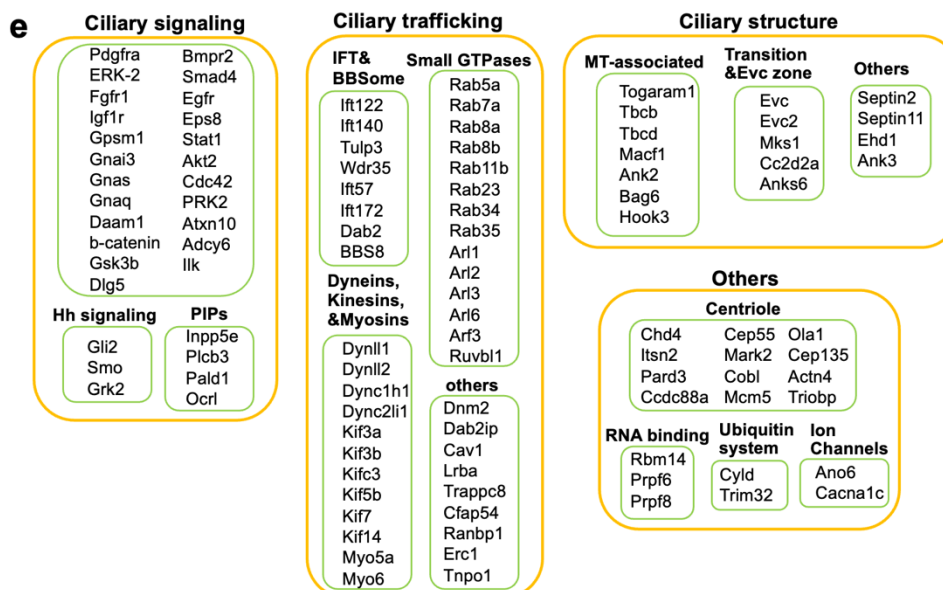 e
Ciliary signaling
Pdgfra
ERK-2
Fgfr1
Igf1r
Gpsm1
Gnai3
Gnas
Gnaq
Daam1
b-catenin
Gsk3b
Dlg5
Bmpr2
Smad4
Egfr
Eps8
Stat1
Akt2
Cdc42
PRK2
Atxn10
Adcy6
Ilk
Hh signaling
Gli2
Smo
Grk2
PIPs
Inpp5e
Plcb3
Pald1
Ocrl
Ciliary trafficking
IFT&
BBSome
Ift122
Ift140
Tulp3
Wdr35
Ift57
Ift172
Dab2
BBS8
Dyneins,
Kinesins,
&Myosins
Dynll1
Dynll2
Dync1h1
Dync2li1
Kif3a
Kif3b
Kifc3
Kif5b
Kif7
Kif14
Myo5a
Myo6
Small GTPases
Rab5a
Rab7a
Rab8a
Rab8b
Rab11b
Rab23
Rab34
Rab35
Arl1
Arl2
Arl3
Arl6
Arf3
Ruvbl1
others
Dnm2
Dab2ip
Cav1
Lrba
Trappc8
Cfap54
Ranbp1
Erc1
Tnpo1
Ciliary structure
MT-associated
Togaram1
Tbcb
Tbcd
Macf1
Ank2
Bag6
Hook3
Transition
&Evc zone
Evc
Evc2
Mks1
Cc2d2a
Anks6
Others
Septin2
Septin11
Ehd1
Ank3
Others
Centriole
Chd4
Itsn2
Pard3
Ccdc88a
Cep55
Mark2
Cobl
Mcm5
Ola1
Cep135
Actn4
Triobp
RNA binding
Rbm14
Prpf6
Prpf8
Ubiquitin
system
Cyld
Trim32
Ion
Channels
Ano6
Cacna1c